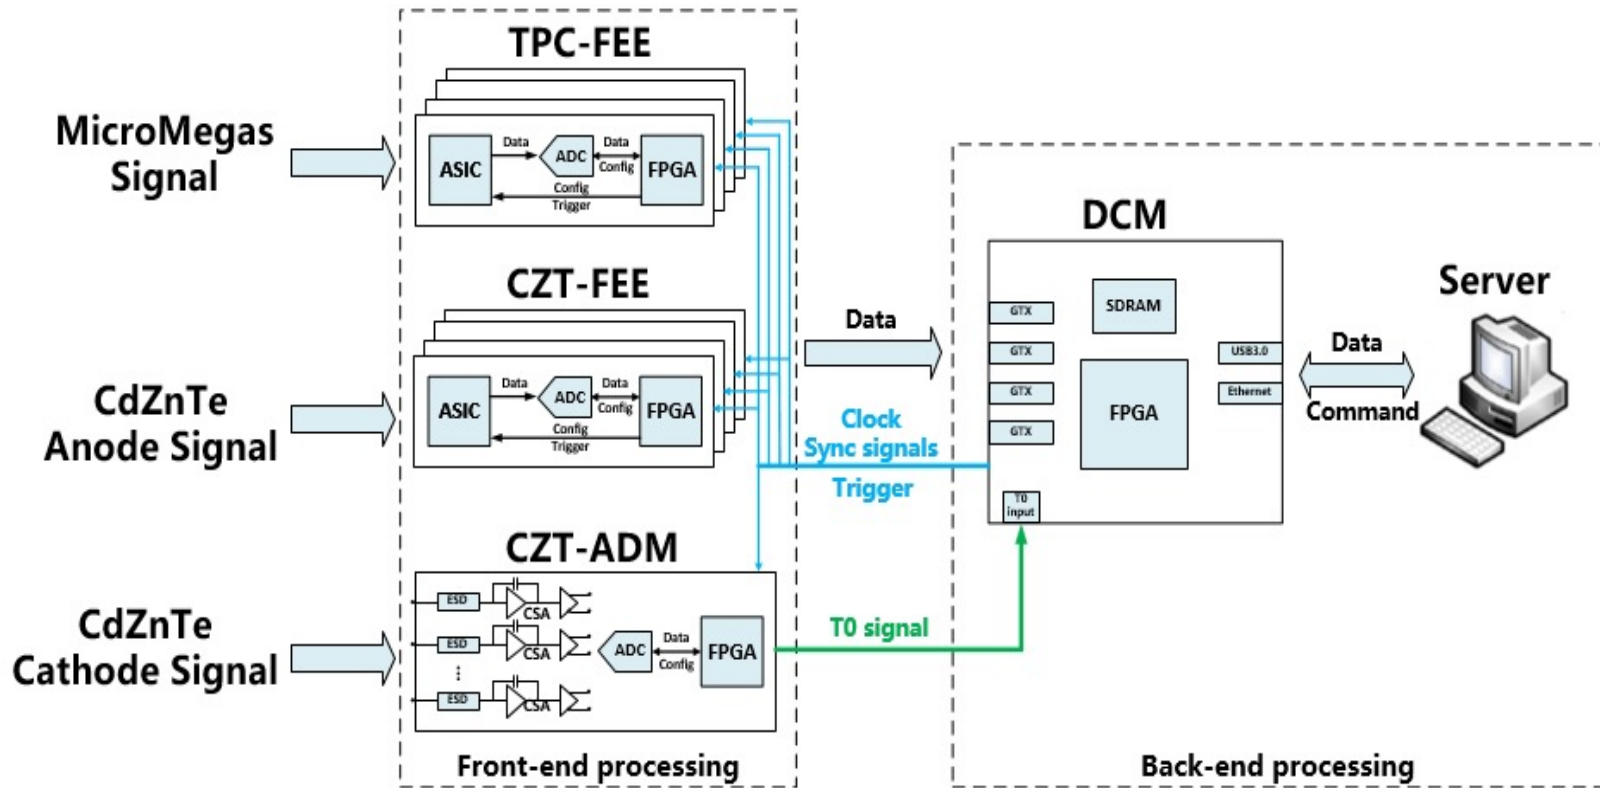 TPC-FEE
MicroMegas
Signal
ASIC
Data
ADC
Data
Config
FPGA
Config
Trigger
CZT-FEE
CdZnTe
Anode Signal
ASIC
Data
ADC
Data
Config
FPGA
Config
Trigger
CZT-ADM
CdZnTe
Cathode Signal
ESD
CSA
ESD
CSA
ESD
CSA
ADC
Data
Config
FPGA
Front-end processing
Data
Clock
Sync signals
Trigger
T0 signal
DCM
GTX
GTX
GTX
GTX
SDRAM
FPGA
USB3.0
Ethernet
T0
input
Data
Command
Server
Back-end processing